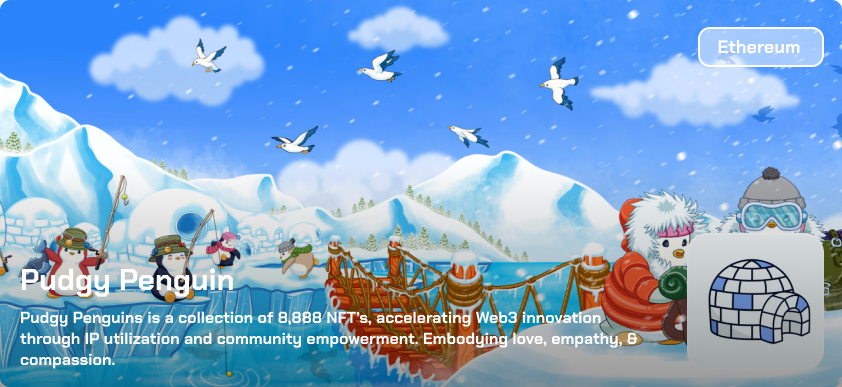 Ethereum
Pudgy Penguin
Pudgy Penguins is a collection of 8,888 NFT's, accelerating Web3 innovation
through IP utilization and community empowerment. Embodying love, empathy, &
compassion.